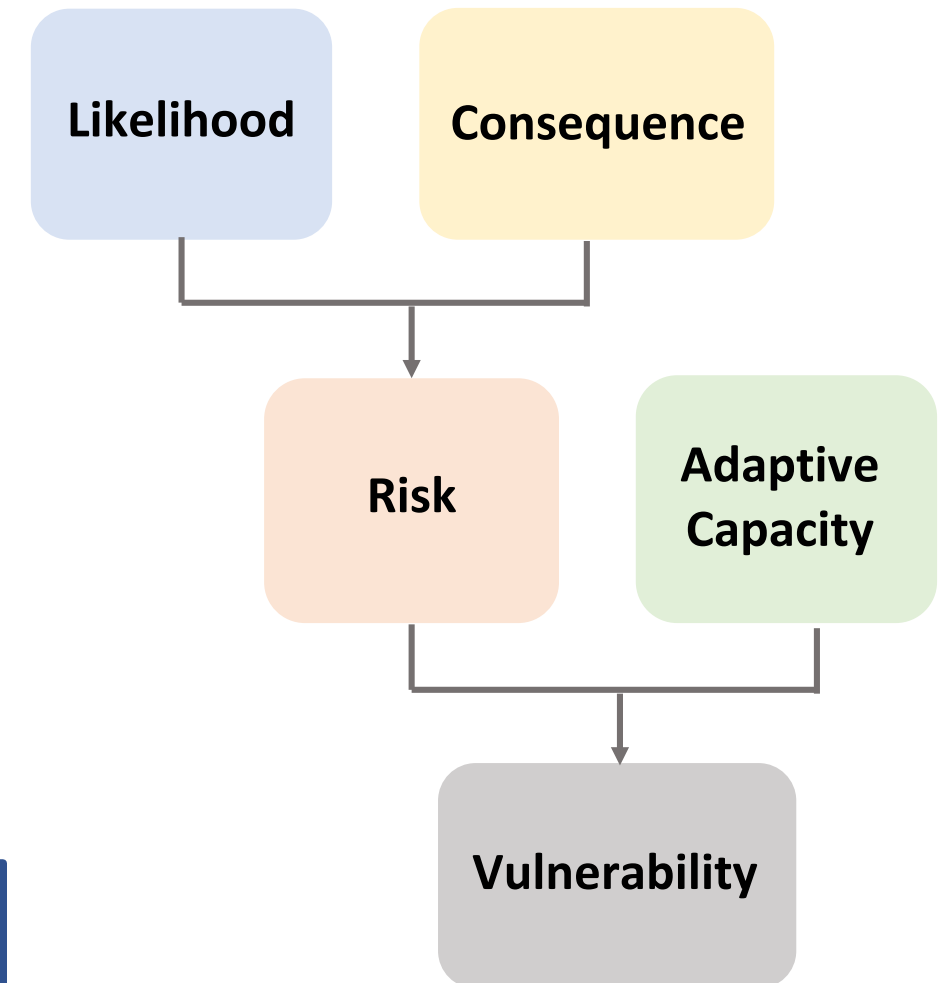 Likelihood
Consequence
Risk
Adaptive
Capacity
Vulnerability